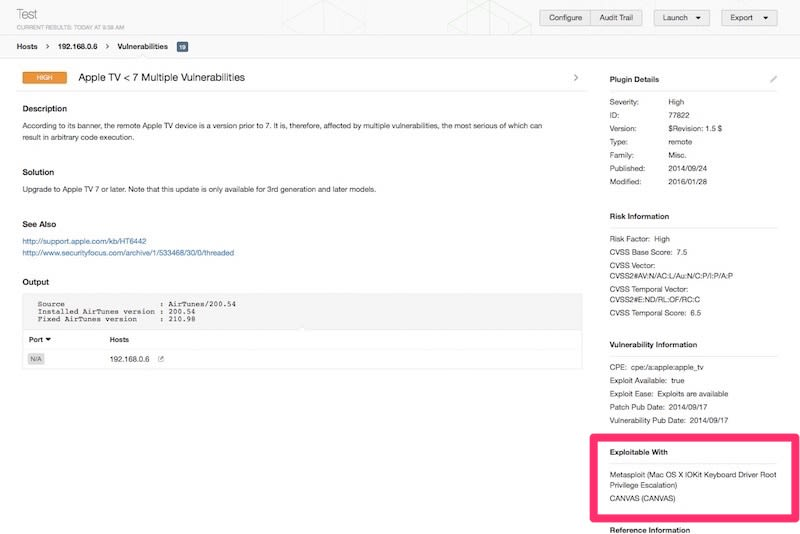 Test
CURRENT RESULTS: TODAY AT 9:58 AM
Configure Audit Trail Launch Export
Hosts > 192.168.0.6 > Vulnerabilities 19
HIGH Apple TV < 7 Multiple Vulnerabilities
Description
According to its banner, the remote Apple TV device is a version prior to 7. It is, therefore, affected by multiple vulnerabilities, the most serious of which can
result in arbitrary code execution.
Solution
Upgrade to Apple TV 7 or later. Note that this update is only available for 3rd generation and later models.
See Also
http://support.apple.com/kb/HT6442
http://www.securityfocus.com/archive/1/533468/30/0/threaded
Output
Source : AirTunes/200.54
Installed AirTunes version : 200.54
Fixed AirTunes version : 210.98
Port Hosts
N/A 192.168.0.6
Plugin Details
Severity: High
ID: 77822
Version: $Revision: 1.5 $
Type: remote
Family: Misc.
Published: 2014/09/24
Modified: 2016/01/28
Risk Information
Risk Factor: High
CVSS Base Score: 7.5
CVSS Vector:
CVSS2#AV:N/AC:L/Au:N/C:P/I:P/A:P
CVSS Temporal Vector:
CVSS2#E:ND/RL:OF/RC:C
CVSS Temporal Score: 6.5
Vulnerability Information
CPE: cpe:/a:apple:apple_tv
Exploit Available: true
Exploit Ease: Exploits are available
Patch Pub Date: 2014/09/17
Vulnerability Pub Date: 2014/09/17
Exploitable With
Metasploit (Mac OS X IOKit Keyboard Driver Root
Privilege Escalation)
CANVAS (CANVAS)
Reference Information